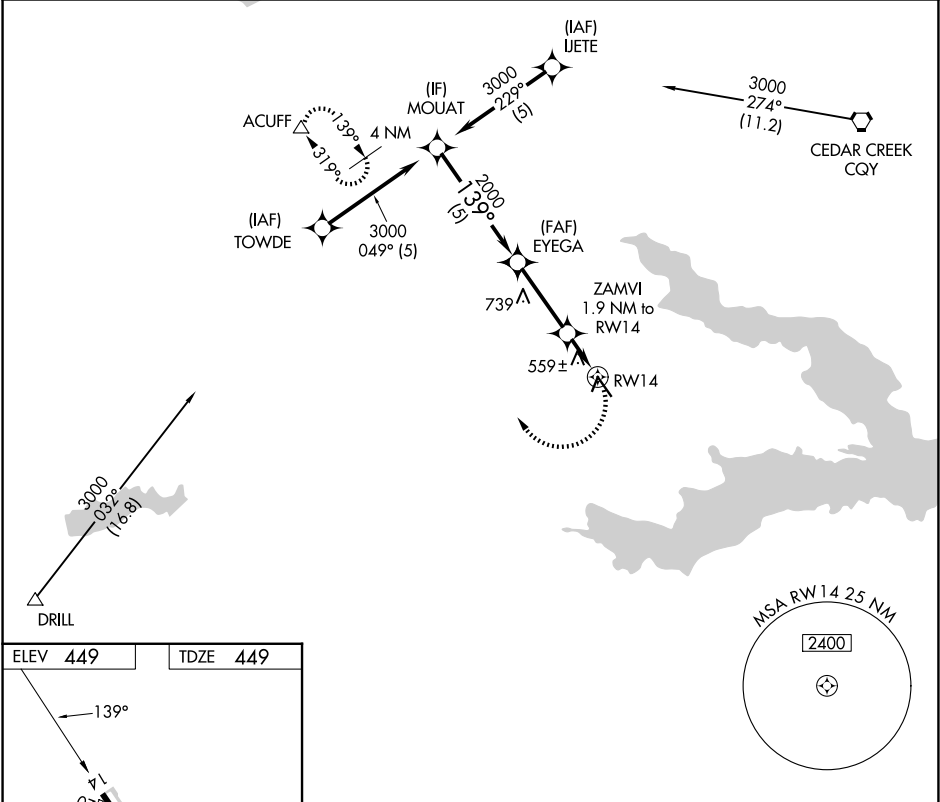 (IAF)
IJETE
3000
229°
(5)
(IF)
MOUAT
3000
274°
(11.2)
CEDAR CREEK
CQY
ACUFF
139°
4 NM
319°
(IAF)
TOWDE
3000
049° (5)
2000
139°
(5)
(FAF)
EYEGA
739
ZAMVI
1.9 NM to
RW14
559±
RW14
3000
032°
(16.8)
DRILL
MSA RW14 25 NM
2400
ELEV 449
TDZE 449
139°
14